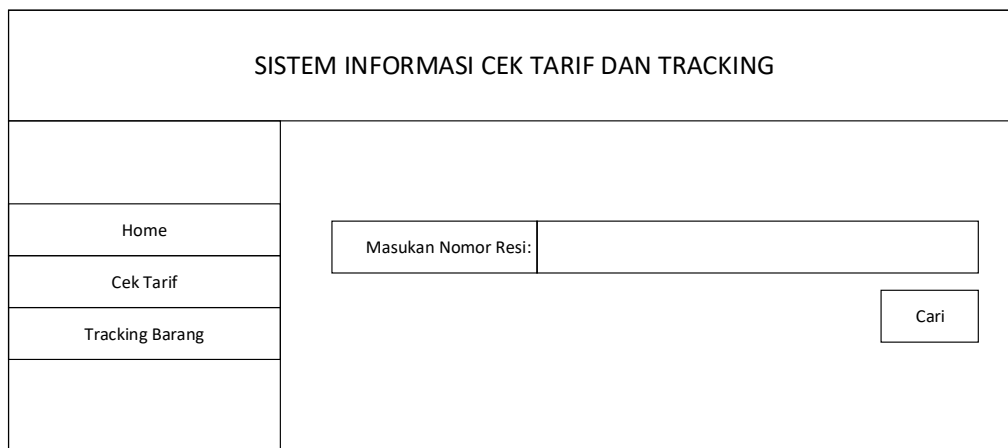 SISTEM INFORMASI CEK TARIF DAN TRACKING
Home
Cek Tarif
Tracking Barang
Masukan Nomor Resi:
Cari